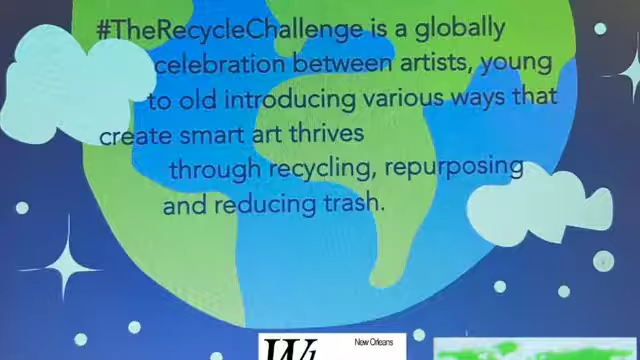 #TheRecycleChallenge is a globally
celebration between artists, young
to old introducing various ways that
create smart art thrives
through recycling, repurposing
and reducing trash.
New Orleans